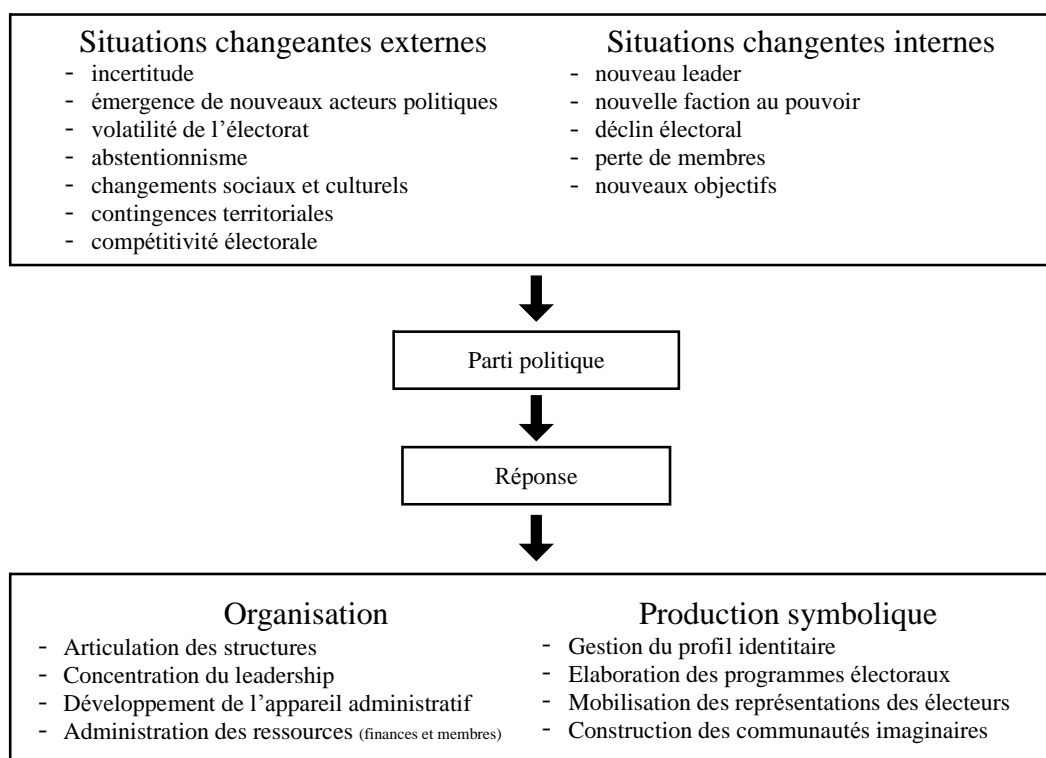 Situations changeantes externes
- incertitude
- émergence de nouveaux acteurs politiques
- volatilité de l’électorat
- abstentionnisme
- changements sociaux et culturels
- contingences territoriales
- compétitivité électorale
Situations changentes internes
- nouveau leader
- nouvelle faction au pouvoir
- déclin électoral
- perte de membres
- nouveaux objectifs
Parti politique
Réponse
Organisation
- Articulation des structures
- Concentration du leadership
- Développement de l’appareil administratif
- Administration des ressources (finances et membres)
Production symbolique
- Gestion du profil identitaire
- Elaboration des programmes électoraux
- Mobilisation des représentations des électeurs
- Construction des communautés imaginaires